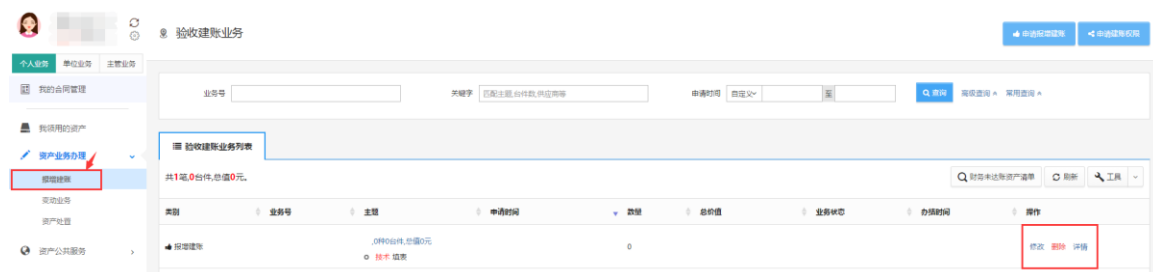 验收建账业务
申请报增建账
申请建账权限
个人业务 单位业务 主管业务
我的合同管理
业务号
关键字 匹配主题,台件数,供应商等
申请时间 自定义 至
查询 高级查询 常用查询
我领用的资产
资产业务办理
报增建账
变动业务
资产处置
资产公共服务
验收建账业务列表
共1笔,0台件,总值0元。
财务未达账资产清单 刷新 工具
类别 业务号 主题 申请时间 数量 总价值 业务状态 办结时间 操作
报增建账 ,0种0台件,总值0元 0 修改 删除 详情
技术 填表